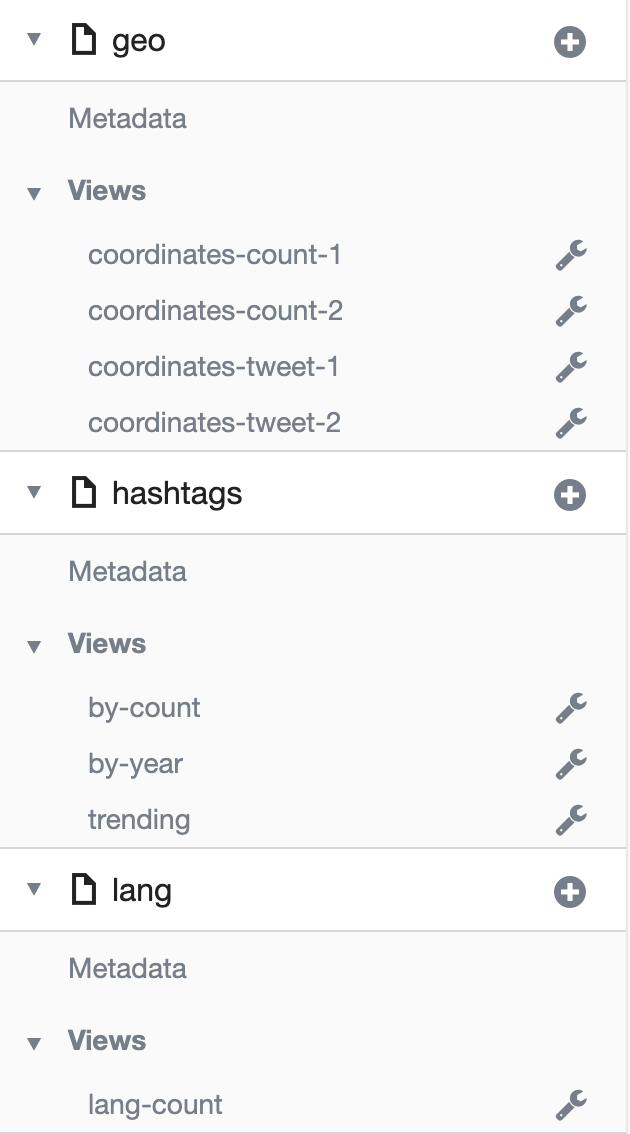 geo
Metadata
Views
coordinates-count-1
coordinates-count-2
coordinates-tweet-1
coordinates-tweet-2
hashtags
Metadata
Views
by-count
by-year
trending
lang
Metadata
Views
lang-count